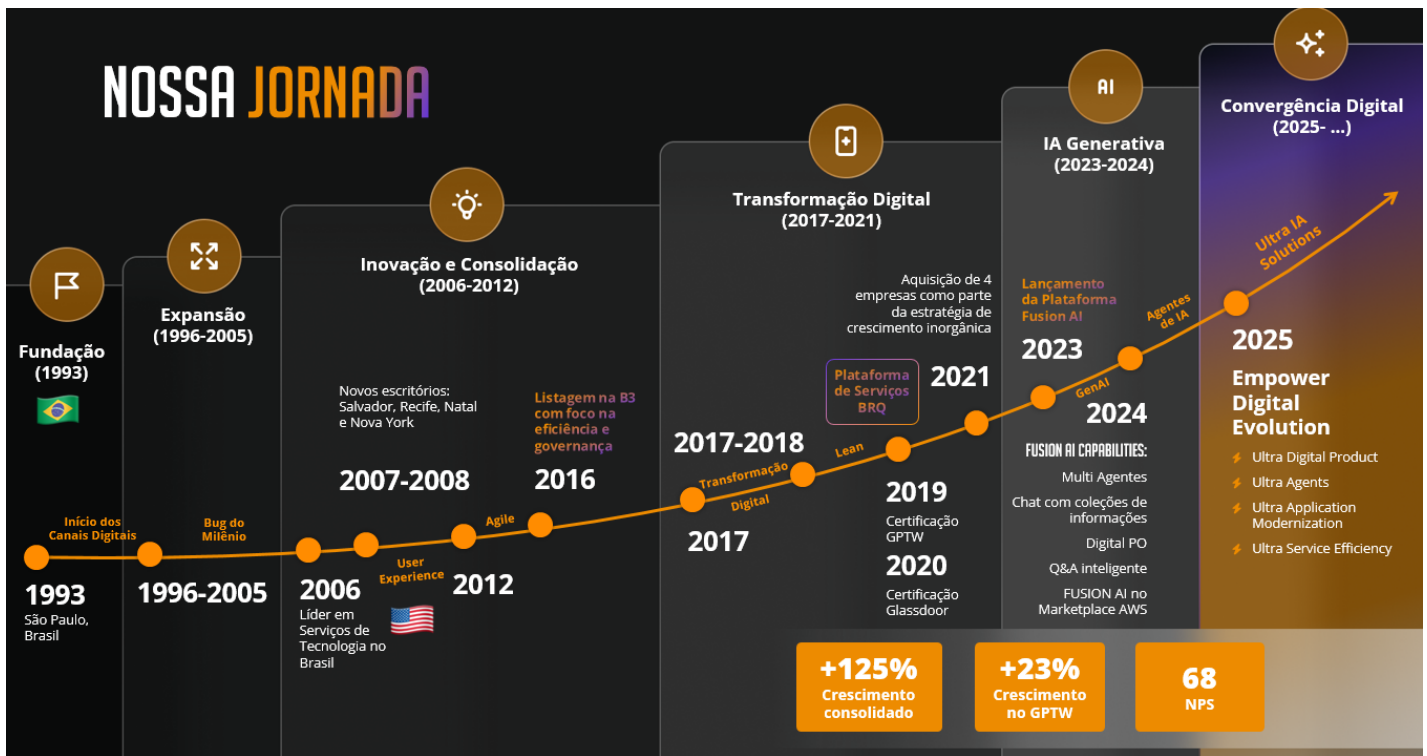 NOSSA JORNADA
Fundação
(1993)
Início dos
Canais Digitais
1993
São Paulo,
Brasil
Expansão
(1996-2005)
Bug do
Milênio
1996-2005
Inovação e Consolidação
(2006-2012)
Novos escritórios:
Salvador, Recife, Natal
e Nova York
2007-2008
Listagem na B3
com foco na
eficiência e
governança
2016
Agile
User
Experience
2006
Líder em
Serviços de
Tecnologia no
Brasil
2012
Transformação Digital
(2017-2021)
Aquisição de 4
empresas como parte
da estratégia de
crescimento inorgânica
2021
Plataforma
de Serviços
BRQ
2017-2018
Transformação
Digital
Lean
2017
2019
Certificação
GPTW
2020
Certificação
Glassdoor
AI
IA Generativa
(2023-2024)
Lançamento
da Plataforma
Fusion AI
2023
Agentes
de IA
GenAI
2024
FUSION AI CAPABILITIES:
Multi Agentes
Chat com coleções de
informações
Digital PO
Q&A inteligente
FUSION AI no
Marketplace AWS
Convergência Digital
(2025- ...)
Ultra IA
Solutions
2025
Empower
Digital
Evolution
Ultra Digital Product
Ultra Agents
Ultra Application
Modernization
Ultra Service Efficiency
+125%
Crescimento
consolidado
+23%
Crescimento
no GPTW
68
NPS